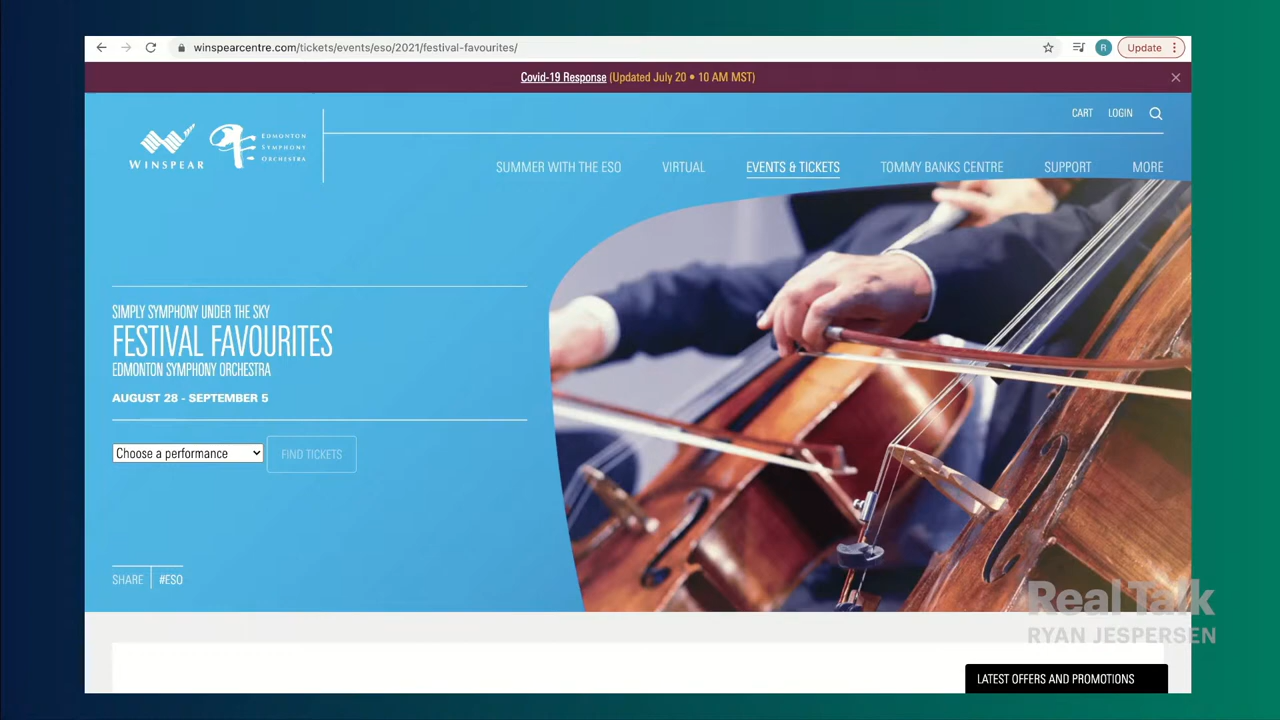 winspearcentre.com/tickets/events/eso/2021/festival-favourites/
R
Update
Covid-19 Response (Updated July 20 • 10 AM MST)
CART
LOGIN
WINSPEAR
EDMONTON
SYMPHONY
ORCHESTRA
SUMMER WITH THE ESO
VIRTUAL
EVENTS & TICKETS
TOMMY BANKS CENTRE
SUPPORT
MORE
SIMPLY SYMPHONY UNDER THE SKY
FESTIVAL FAVOURITES
EDMONTON SYMPHONY ORCHESTRA
AUGUST 28 - SEPTEMBER 5
Choose a performance
FIND TICKETS
SHARE
#ESO
Real Talk
RYAN JESPERSEN
LATEST OFFERS AND PROMOTIONS